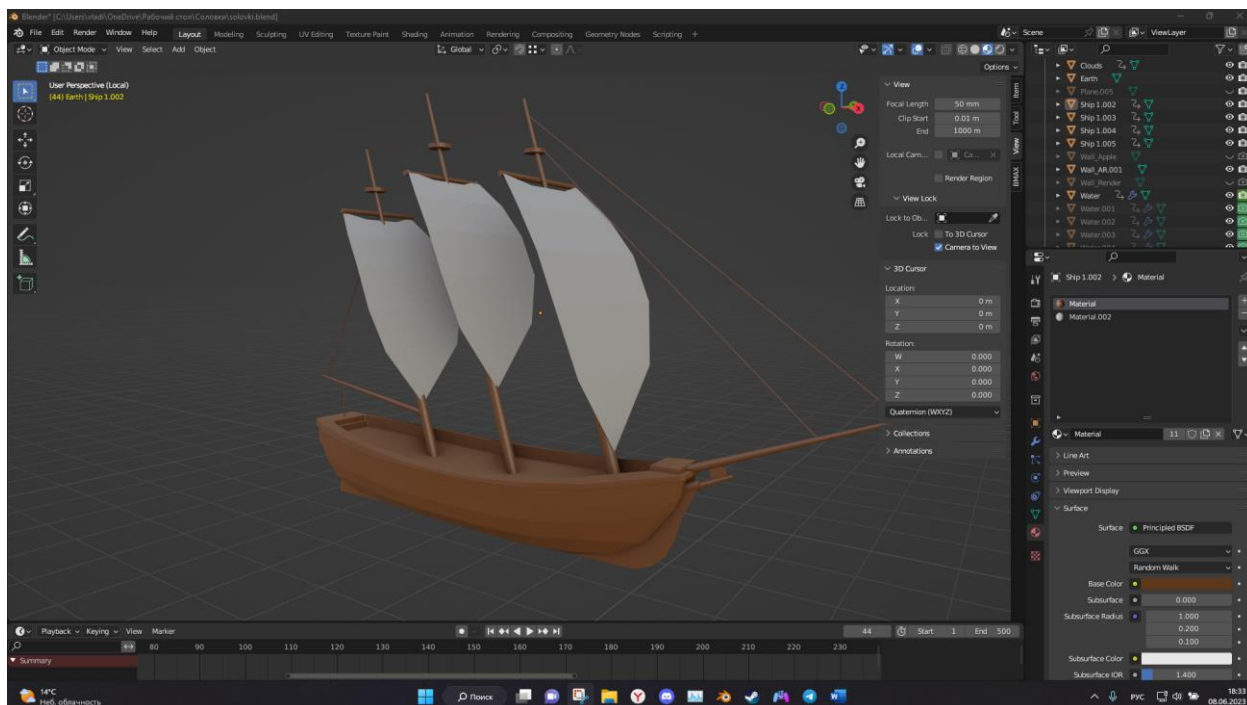 Blender* [C:\Users\vladi\OneDrive\Рабочий стол\Соловки\solovki.blend]
File Edit Render Window Help Layout Modeling Sculpting UV Editing Texture Paint Shading Animation Rendering Compositing Geometry Nodes Scripting + Scene ViewLayer
Object Mode View Select Add Object Global
Options
User Perspective (Local)
(44) Earth | Ship 1.002
View
Focal Length 50 mm
Clip Start 0.01 m
End 1000 m
Local Cam... Ca...
Render Region
View Lock
Lock to Ob...
Lock To 3D Cursor
Camera to View
3D Cursor
Location:
X 0 m
Y 0 m
Z 0 m
Rotation:
W 0.000
X 0.000
Y 0.000
Z 0.000
Quaternion (WXYZ)
Collections
Annotations
Item
Tool
View
BMAX
Z
X
Clouds
Earth
Plane.005
Ship 1.002
Ship 1.003
Ship 1.004
Ship 1.005
Wall_Apple
Wall_AR.001
Wall_Render
Water
Water.001
Water.002
Water.003
Ship 1.002 > Material
Material
Material.002
Material 11
Line Art
Preview
Viewport Display
Surface
Surface Principled BSDF
GGX
Random Walk
Base Color
Subsurface 0.000
Subsurface Radius 1.000
0.200
0.100
Subsurface Color
Subsurface IOR 1.400
Playback Keying View Marker 44 Start 1 End 500
80 90 100 110 120 130 140 150 160 170 180 190 200 210 220 230
Summary
14°C
Неб. облачность
Поиск
РУС
18:33
08.06.2023